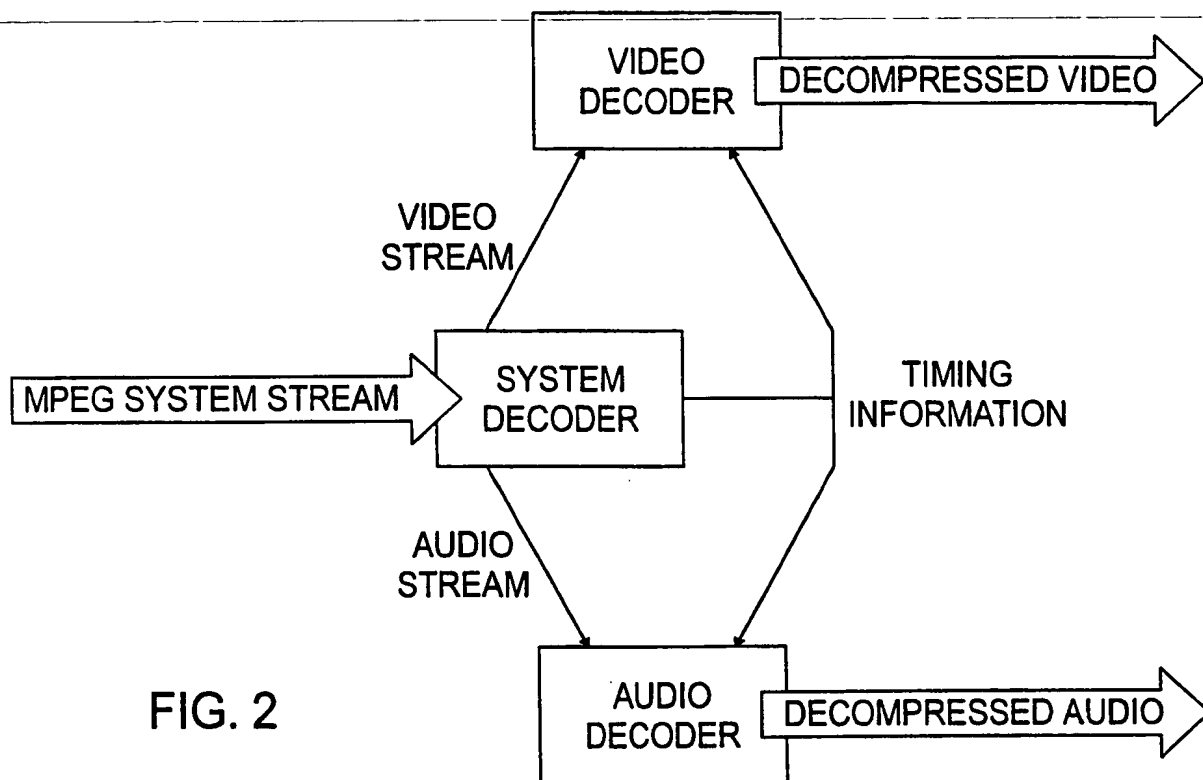 VIDEO
DECODER
DECOMPRESSED VIDEO
VIDEO
STREAM
MPEG SYSTEM STREAM
SYSTEM
DECODER
TIMING
INFORMATION
AUDIO
STREAM
FIG. 2
AUDIO
DECODER
DECOMPRESSED AUDIO